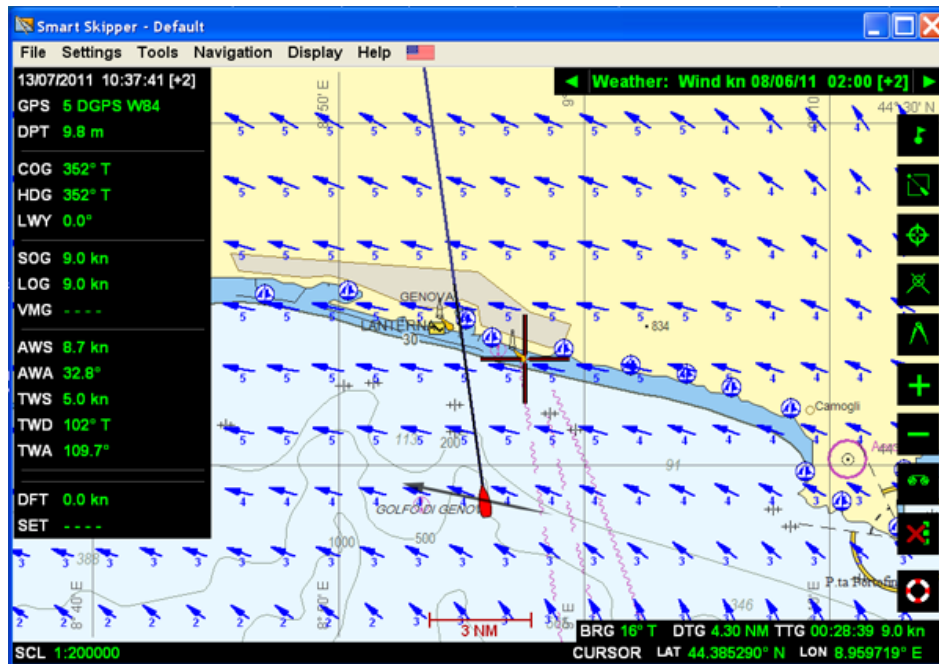 Smart Skipper - Default
File Settings Tools Navigation Display Help
13/07/2011 10:37:41 [+2]
GPS 5 DGPS W84
DPT 9.8 m
COG 352° T
HDG 352° T
LWY 0.0°
SOG 9.0 kn
LOG 9.0 kn
VMG - - - -
AWS 8.7 kn
AWA 32.8°
TWS 5.0 kn
TWD 102° T
TWA 109.7°
DFT 0.0 kn
SET - - - -
Weather: Wind kn 08/06/11 02:00 [+2]
44° 30' N
GENOVA
LANTERNA
30
834
Camogli
113
200
91
GOLFO DI GENOV
1000
500
388
346
8° 40' E
3 NM
BRG 16° T DTG 4.30 NM TTG 00:28:39 9.0 kn
SCL 1:200000
CURSOR LAT 44.385290° N LON 8.959719° E